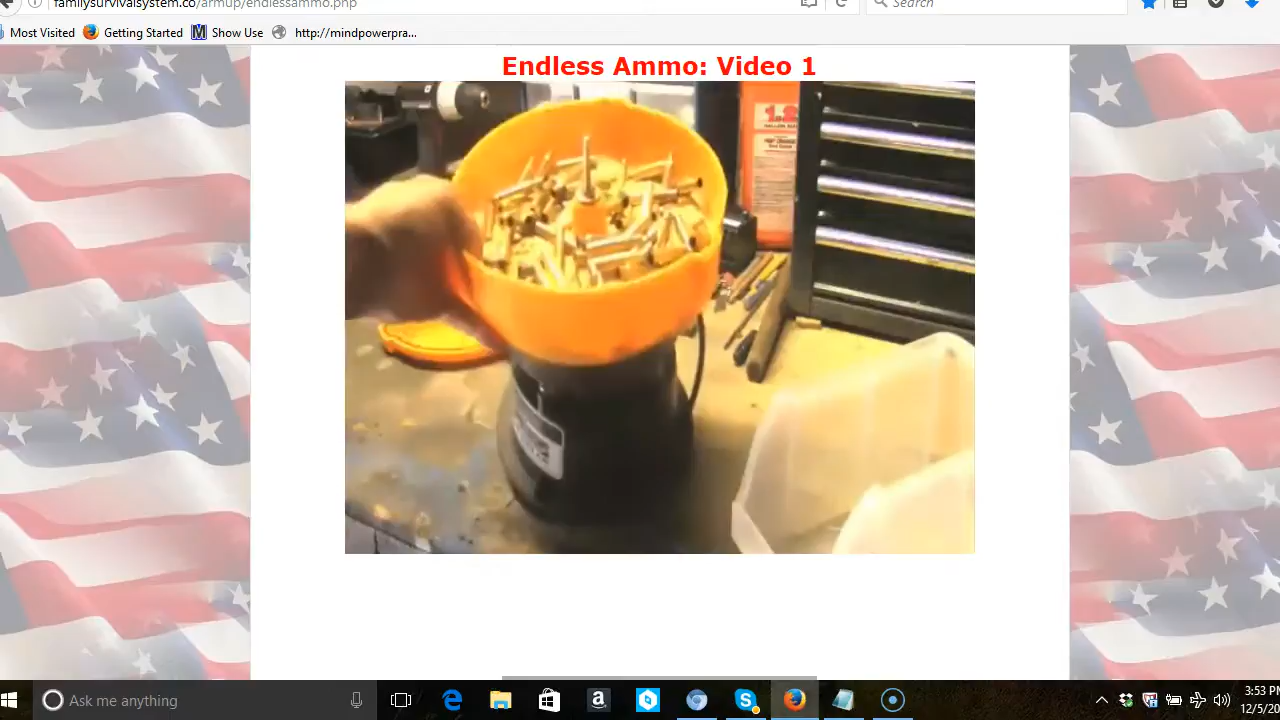 familysurvivalsystem.co/armup/endlessammo.php
Search
Most Visited
Getting Started
Show Use
http://mindpowerpra...
Endless Ammo: Video 1
Ask me anything
3:53 PM
12/5/20